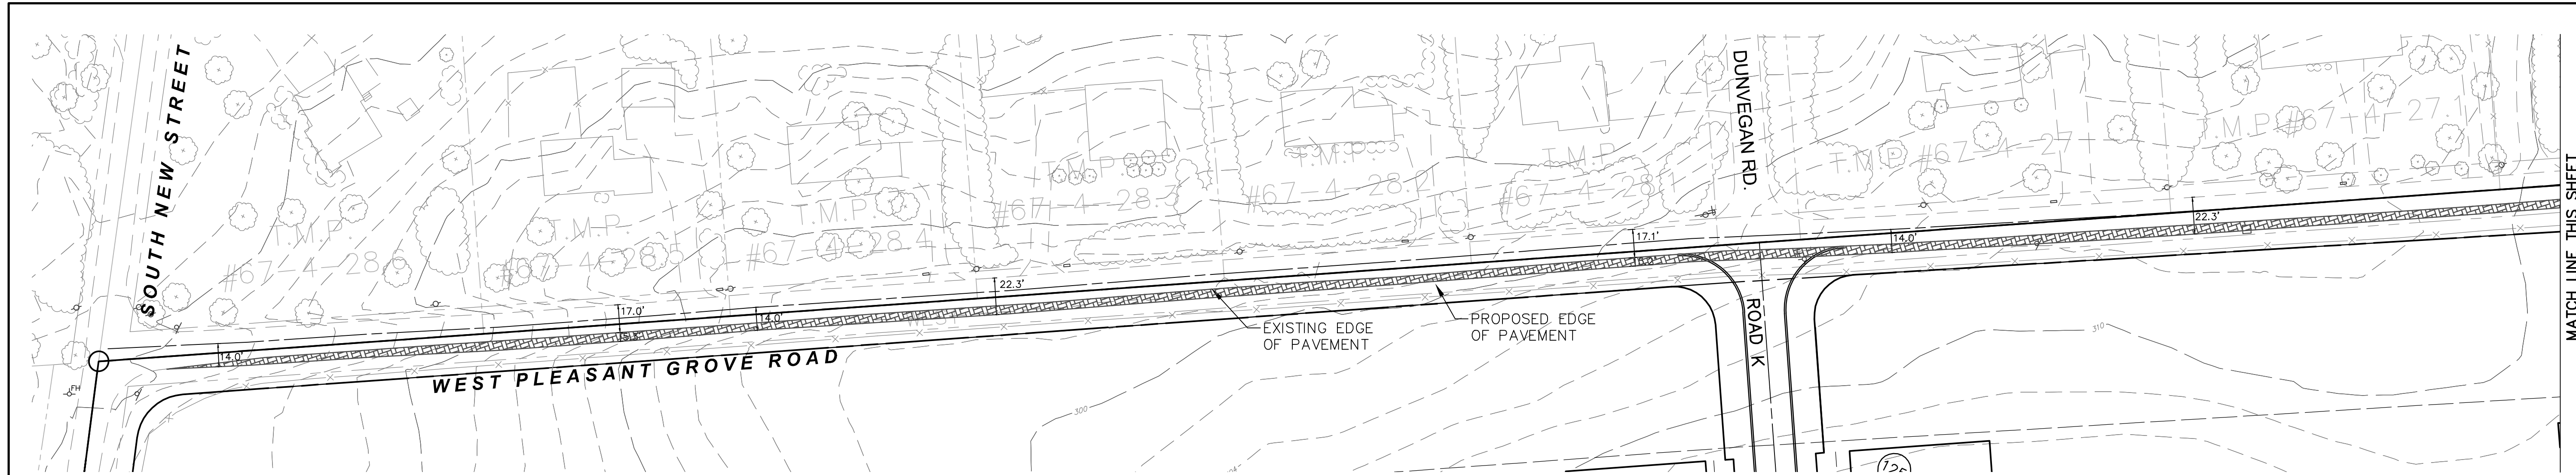 SOUTH NEW STREET
DUNVEGAN RD.
T.M.P.
#67-4-28.6
T.M.P.
#67-4-28.5
T.M.P.
#67-4-28.4
T.M.P.
#67-4-28.3
T.M.P.
#67-4-28.2
T.M.P.
#67-4-28.1
T.M.P. #67-4-27
T.M.P. #67-4-27.1
MATCH LINE THIS SHEET
14.0'
17.0'
14.0'
22.3'
17.1'
14.0'
22.3'
WEST
EXISTING EDGE
OF PAVEMENT
PROPOSED EDGE
OF PAVEMENT
WEST PLEASANT GROVE ROAD
ROAD K
FH
300
310